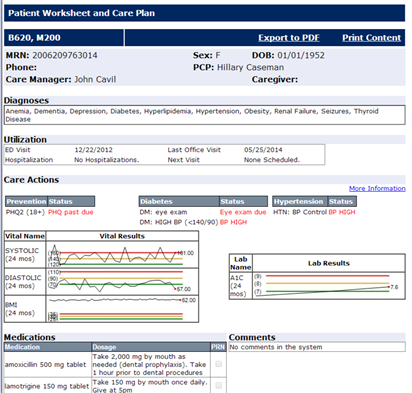 Patient Worksheet and Care Plan
B620, M200 Export to PDF Print Content
MRN: 2006209763014 Sex: F DOB: 01/01/1952
Phone: PCP: Hillary Caseman
Care Manager: John Cavil Caregiver:
Diagnoses
Anemia, Dementia, Depression, Diabetes, Hyperlipidemia, Hypertension, Obesity, Renal Failure, Seizures, Thyroid
Disease
Utilization
ED Visit 12/22/2012 Last Office Visit 05/25/2014
Hospitalization No Hospitalizations. Next Visit None Scheduled.
Care Actions
More Information
Prevention Status Diabetes Status Hypertension Status
PHQ2 (18+) PHQ past due DM: eye exam Eye exam due HTN: BP Control BP HIGH
DM: HIGH BP (<140/90) BP HIGH
Vital Name Vital Results
SYSTOLIC
(24 mos)
(140)
(120)
DIASTOLIC
(24 mos)
(110)
(90)
(70)
67.00
BMI
(24 mos)
62.00
Lab
Name Lab Results
A1C
(24
mos)
(9)
(8)
(7)
7.6
Medications Comments
Medication Dosage PRN No comments in the system
amoxicillin 500 mg tablet
Take 2,000 mg by mouth as
needed (dental prophylaxis). Take
1 hour prior to dental procedures
lamotrigine 150 mg tablet
Take 150 mg by mouth once daily.
Give at 5pm